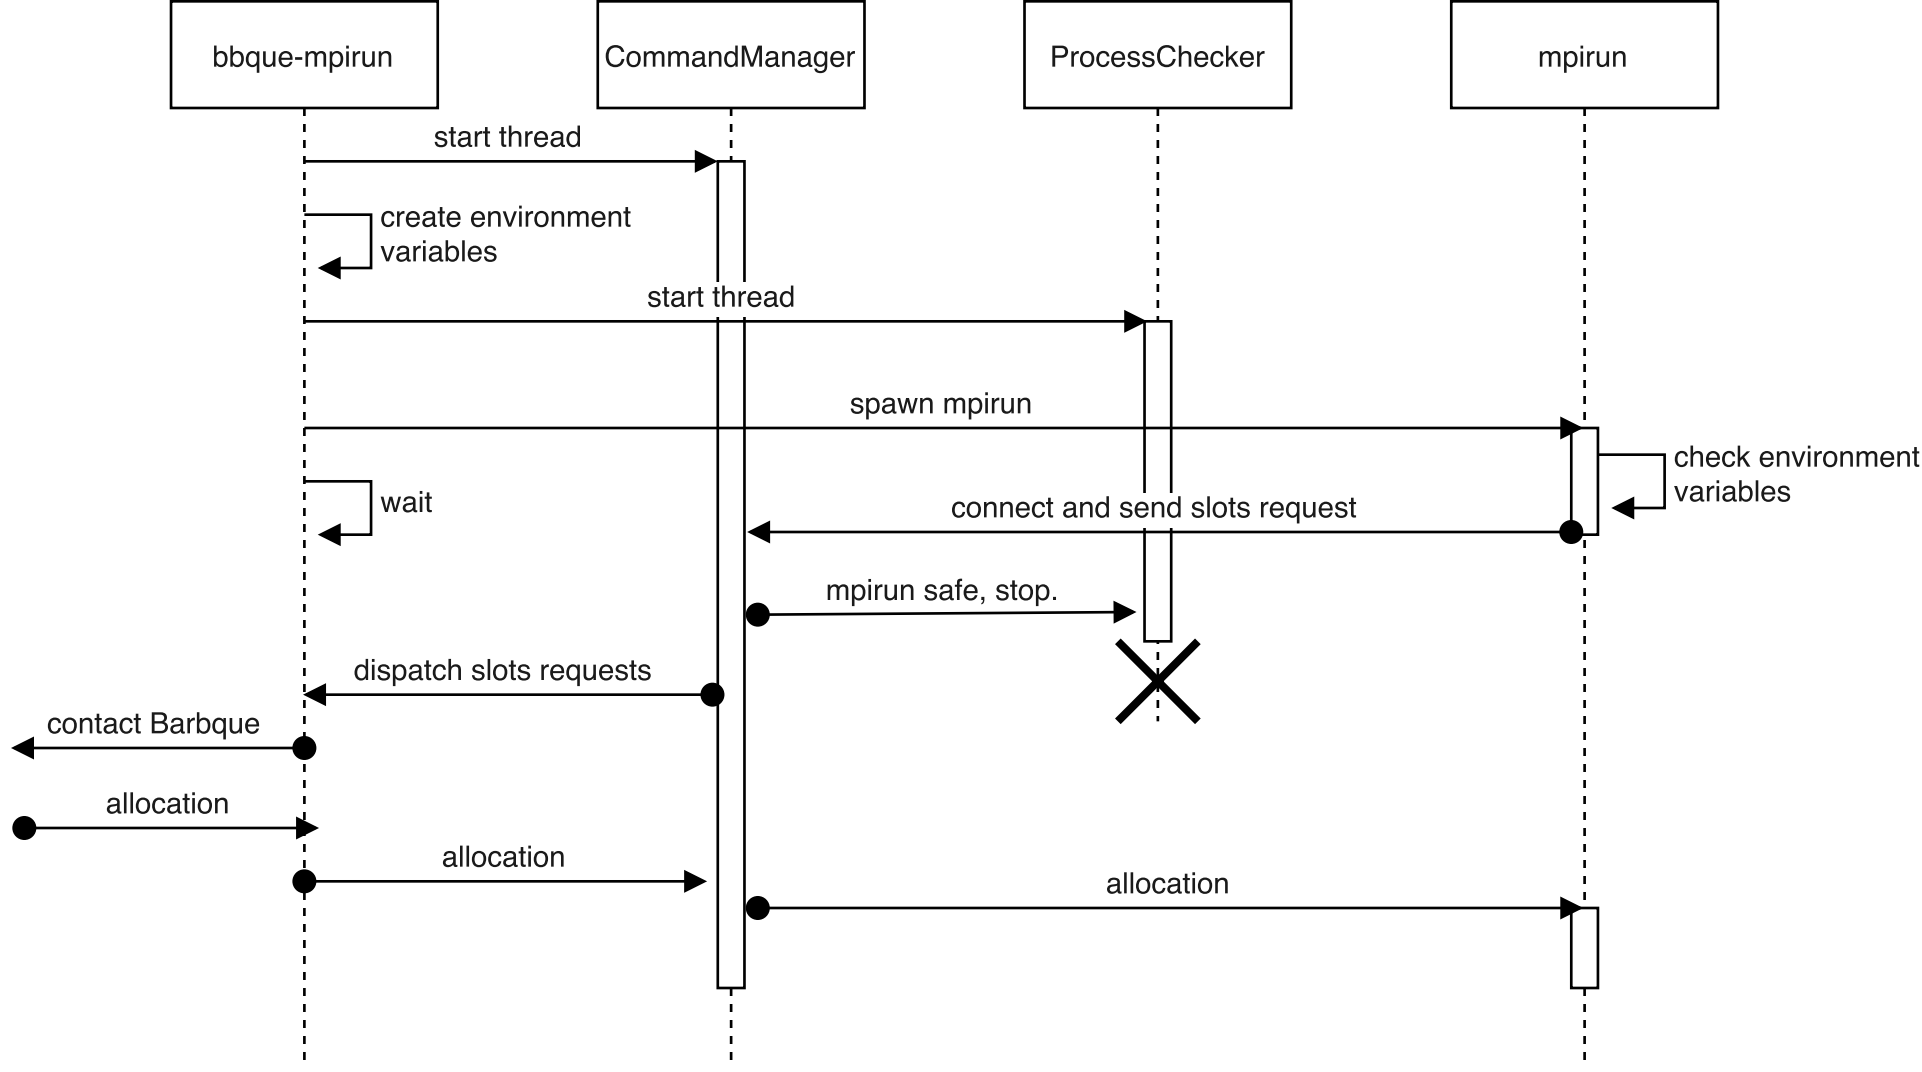 bbque-mpirun
CommandManager
ProcessChecker
mpirun
start thread
create environment
variables
start thread
spawn mpirun
check environment
variables
wait
connect and send slots request
mpirun safe, stop.
dispatch slots requests
contact Barbque
allocation
allocation
allocation